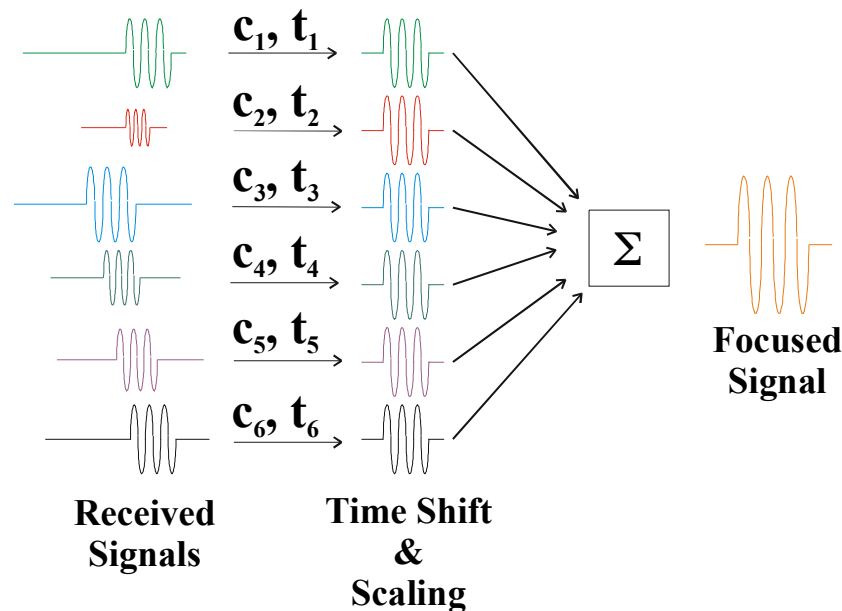 c₁, t₁
c₂, t₂
c₃, t₃
c₄, t₄
c₅, t₅
c₆, t₆
Σ
Focused
Signal
Received
Signals
Time Shift
&
Scaling